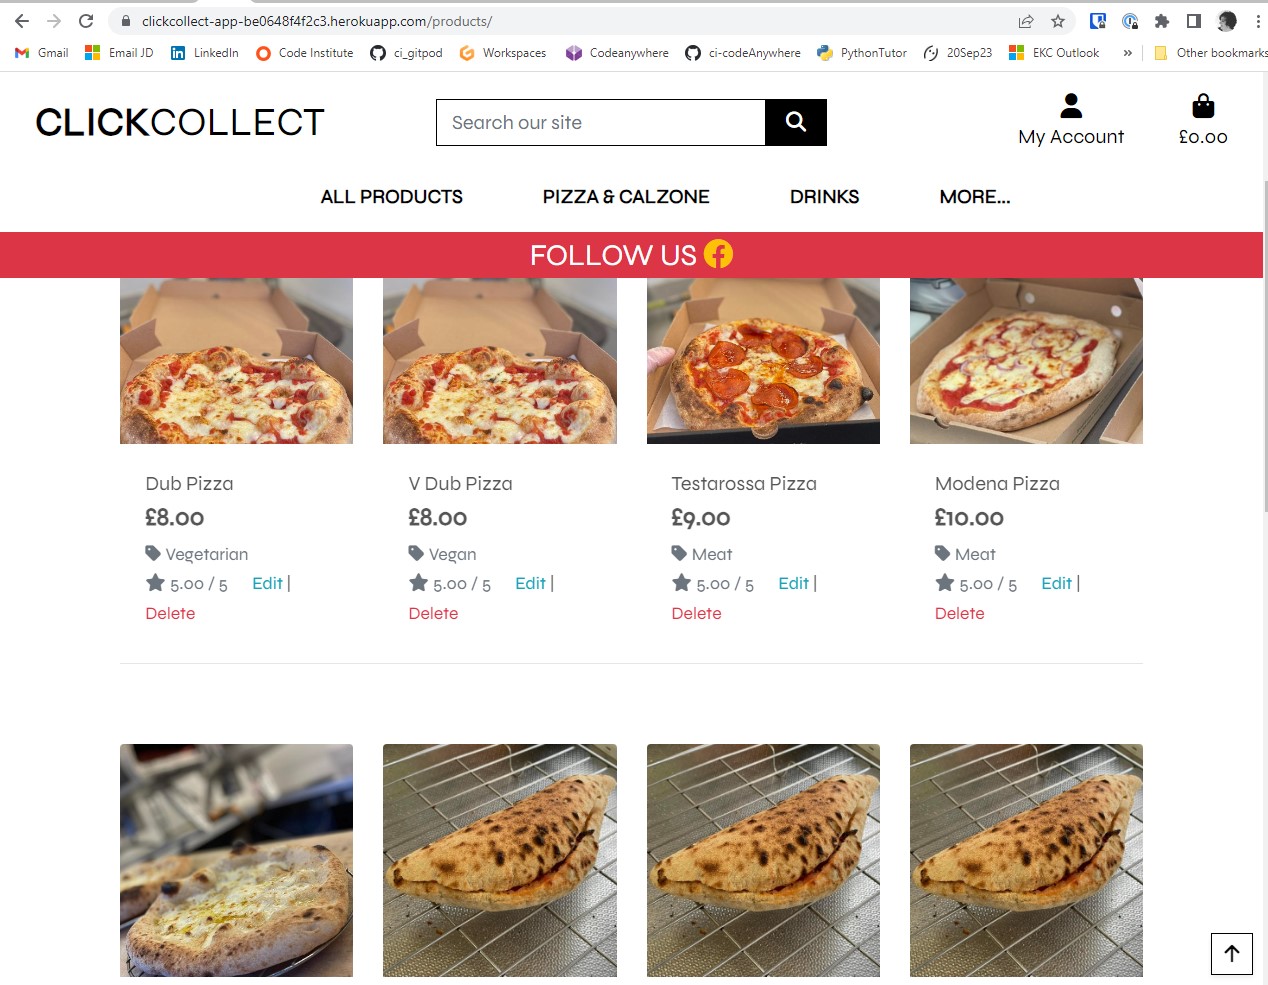 clickcollect-app-be0648f4f2c3.herokuapp.com/products/
Gmail Email JD LinkedIn Code Institute ci_gitpod Workspaces Codeanywhere ci-codeAnywhere PythonTutor 20Sep23 EKC Outlook » Other bookmarks
CLICKCOLLECT
Search our site
My Account
£0.00
ALL PRODUCTS PIZZA & CALZONE DRINKS MORE...
FOLLOW US
Dub Pizza
£8.00
Vegetarian
5.00 / 5 Edit |
Delete
V Dub Pizza
£8.00
Vegan
5.00 / 5 Edit |
Delete
Testarossa Pizza
£9.00
Meat
5.00 / 5 Edit |
Delete
Modena Pizza
£10.00
Meat
5.00 / 5 Edit |
Delete